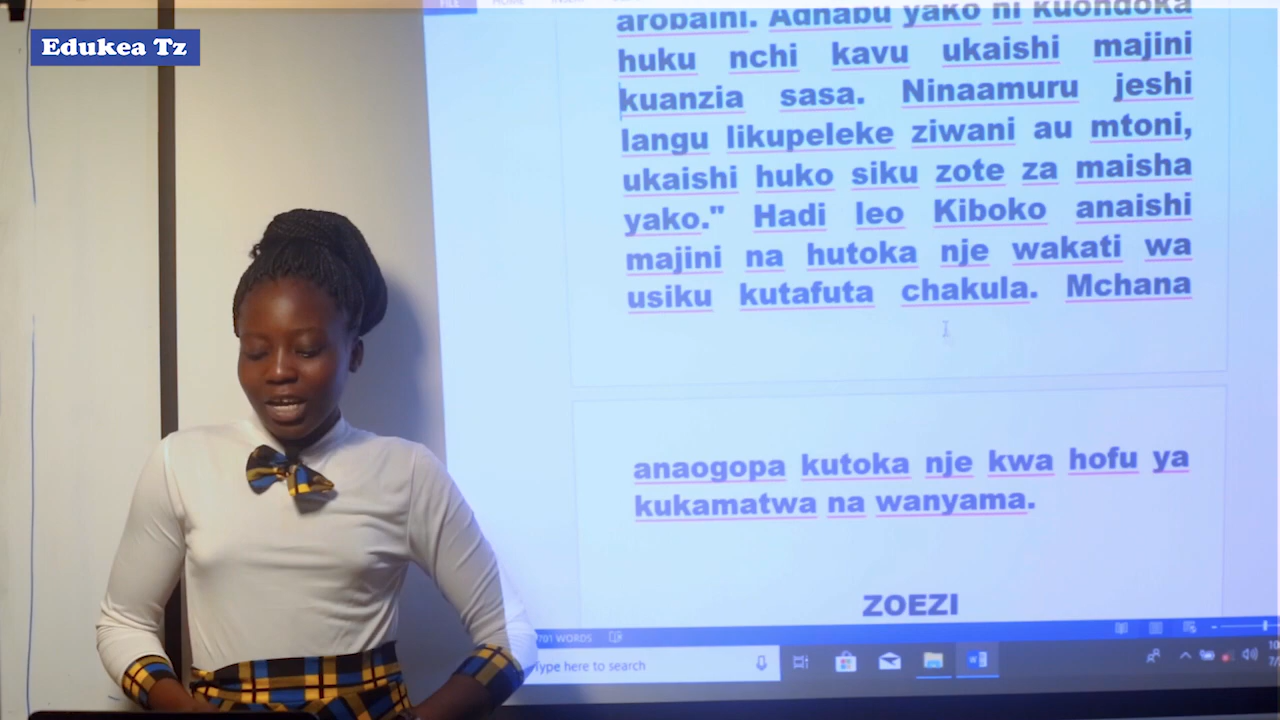 Edukea Tz
FILE
arobaini. Adhabu yako ni kuondoka
huku nchi kavu ukaishi majini
kuanzia sasa. Ninaamuru jeshi
langu likupeleke ziwani au mtoni,
ukaishi huko siku zote za maisha
yako." Hadi leo Kiboko anaishi
majini na hutoka nje wakati wa
usiku kutafuta chakula. Mchana
anaogopa kutoka nje kwa hofu ya
kukamatwa na wanyama.
ZOEZI
701 WORDS
Type here to search